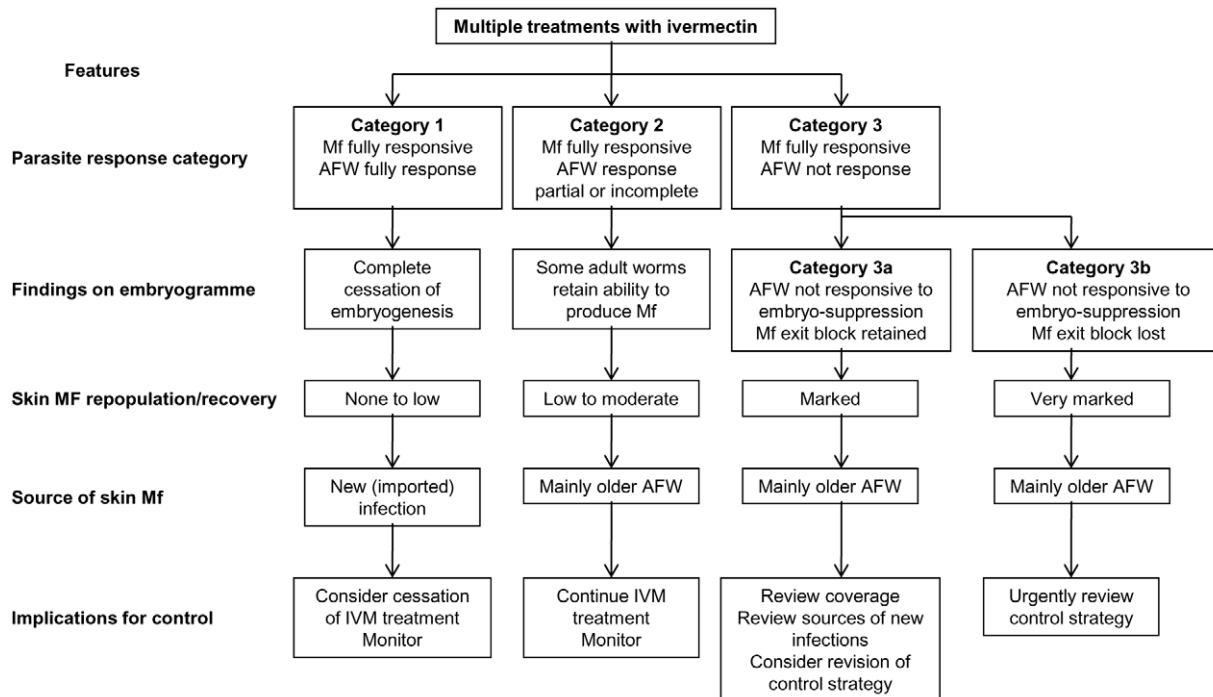 Multiple treatments with ivermectin
Features
Parasite response category
Category 1
Mf fully responsive
AFW fully response
Category 2
Mf fully responsive
AFW response
partial or incomplete
Category 3
Mf fully responsive
AFW not response
Findings on embryogramme
Complete
cessation of
embryogenesis
Some adult worms
retain ability to
produce Mf
Category 3a
AFW not responsive to
embryo-suppression
Mf exit block retained
Category 3b
AFW not responsive to
embryo-suppression
Mf exit block lost
Skin MF repopulation/recovery
None to low
Low to moderate
Marked
Very marked
Source of skin Mf
New (imported)
infection
Mainly older AFW
Mainly older AFW
Mainly older AFW
Implications for control
Consider cessation
of IVM treatment
Monitor
Continue IVM
treatment
Monitor
Review coverage
Review sources of new
infections
Consider revision of
control strategy
Urgently review
control strategy